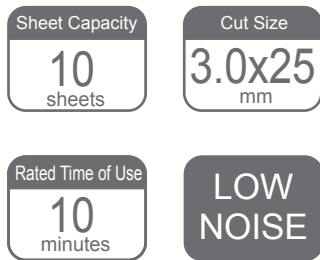 Sheet Capacity
10
sheets
Cut Size
3.0x25
mm
Rated Time of Use
10
minutes
LOW
NOISE